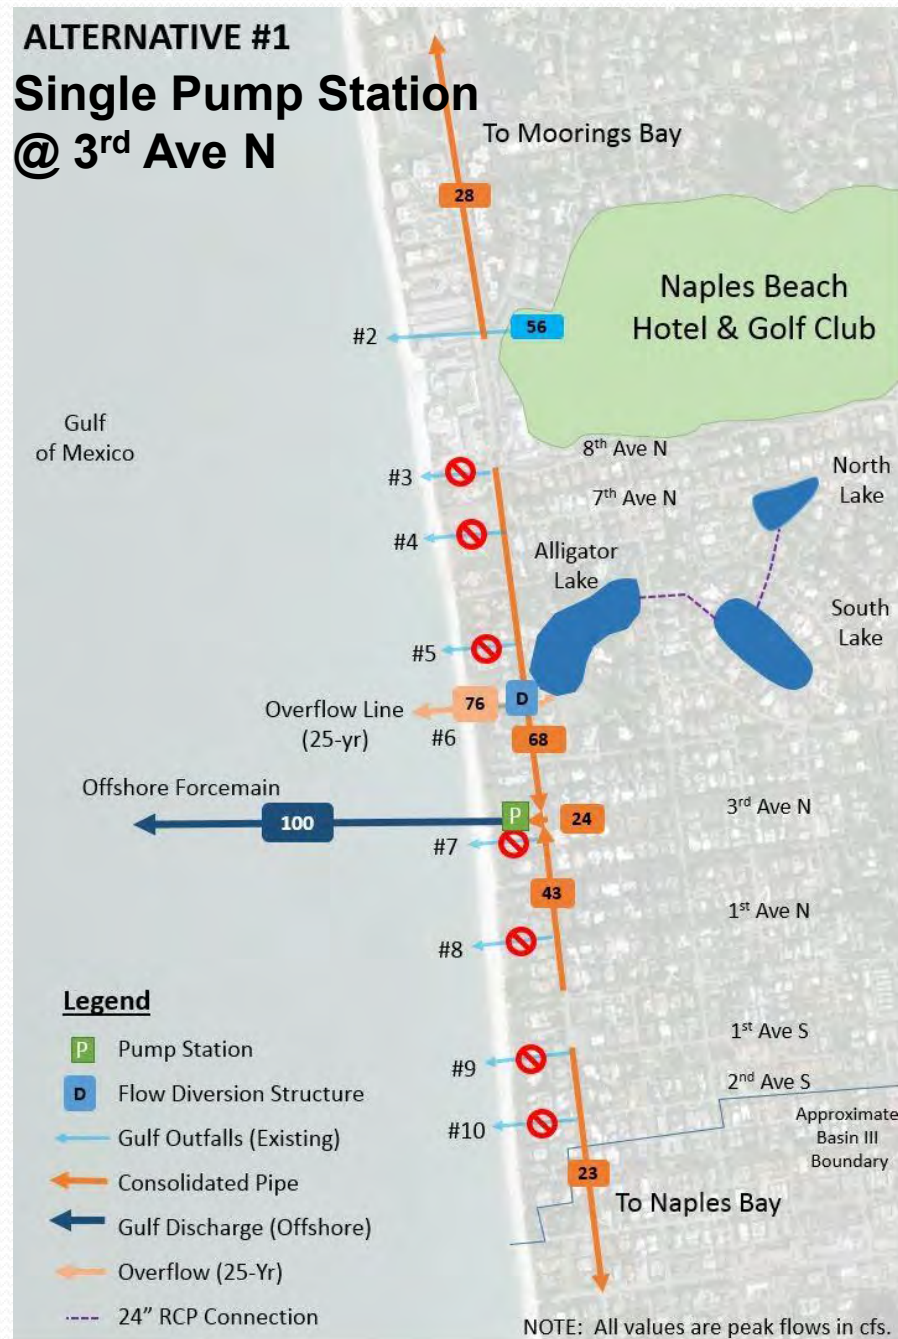 ALTERNATIVE #1
Single Pump Station
@ 3rd Ave N
To Moorings Bay
28
Naples Beach
Hotel & Golf Club
56
#2
Gulf
of Mexico
8th Ave N
#3
7th Ave N
North
Lake
#4
Alligator
Lake
South
Lake
#5
Overflow Line
(25-yr)
76
D
#6
68
Offshore Forcemain
100
P
24
3rd Ave N
#7
43
1st Ave N
#8
Legend
P Pump Station
D Flow Diversion Structure
Gulf Outfalls (Existing)
Consolidated Pipe
Gulf Discharge (Offshore)
Overflow (25-Yr)
24” RCP Connection
1st Ave S
#9
2nd Ave S
#10
Approximate
Basin III
Boundary
23
To Naples Bay
NOTE: All values are peak flows in cfs.